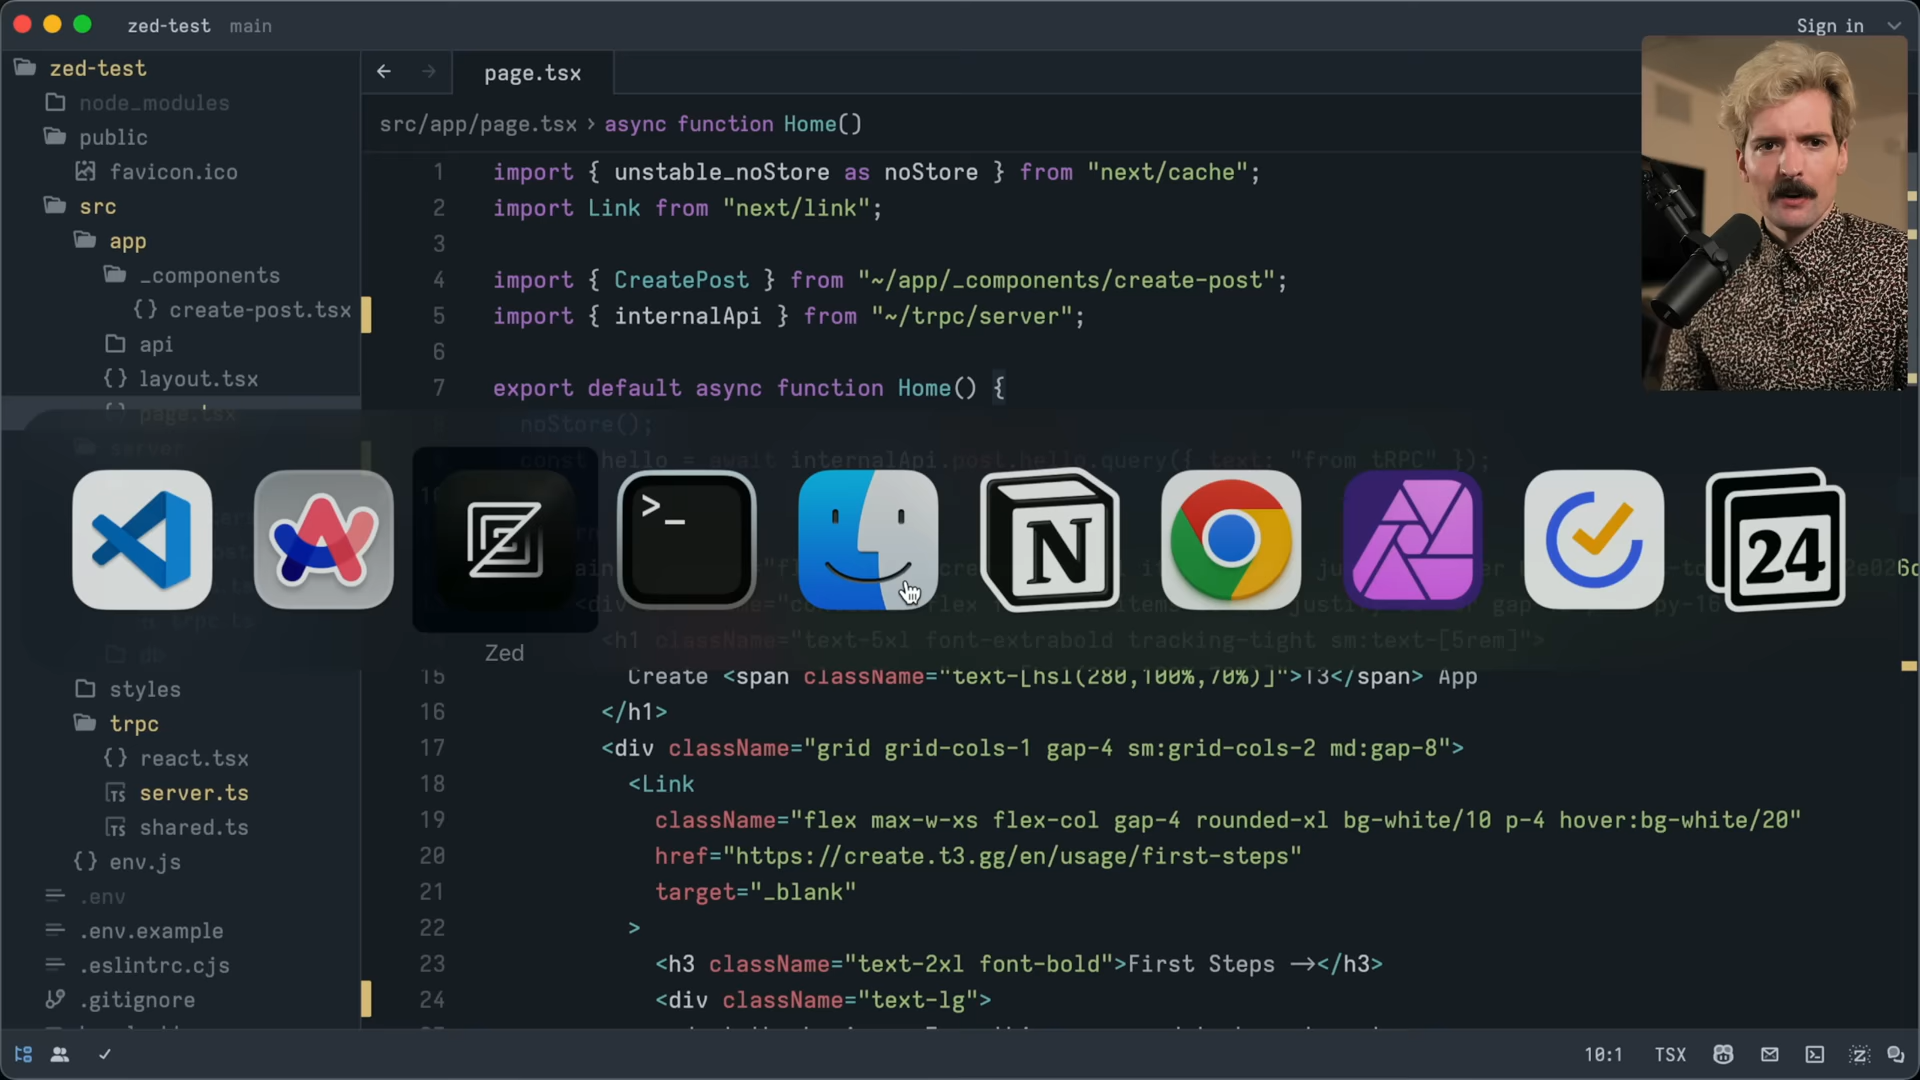 zed-test main
Sign in
zed-test
node_modules
public
favicon.ico
src
app
_components
create-post.tsx
api
layout.tsx
page.tsx
server
trpc.ts
db
styles
trpc
react.tsx
server.ts
shared.ts
env.js
.env
.env.example
.eslintrc.cjs
.gitignore
page.tsx
src/app/page.tsx › async function Home()
1 import { unstable_noStore as noStore } from "next/cache";
2 import Link from "next/link";
3
4 import { CreatePost } from "~/app/_components/create-post";
5 import { internalApi } from "~/trpc/server";
6
7 export default async function Home() {
noStore();
const hello = await internalApi.post.hello.query({ text: "from tRPC" });
>_
N
24
Zed
<h1 className="text-5xl font-extrabold tracking-tight sm:text-[5rem]">
15 Create <span className="text-[hsl(280,100%,70%)]">T3</span> App
16 </h1>
17 <div className="grid grid-cols-1 gap-4 sm:grid-cols-2 md:gap-8">
18 <Link
19 className="flex max-w-xs flex-col gap-4 rounded-xl bg-white/10 p-4 hover:bg-white/20"
20 href="https://create.t3.gg/en/usage/first-steps"
21 target="_blank"
22 >
23 <h3 className="text-2xl font-bold">First Steps →</h3>
24 <div className="text-lg">
10:1 TSX